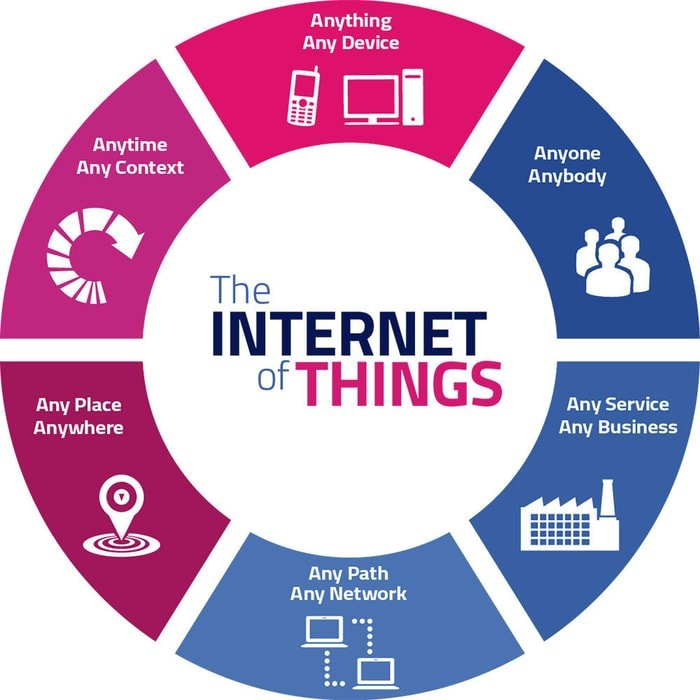 Anything
Any Device
Anyone
Anybody
Any Service
Any Business
Any Path
Any Network
Any Place
Anywhere
Anytime
Any Context
The
INTERNET
of THINGS